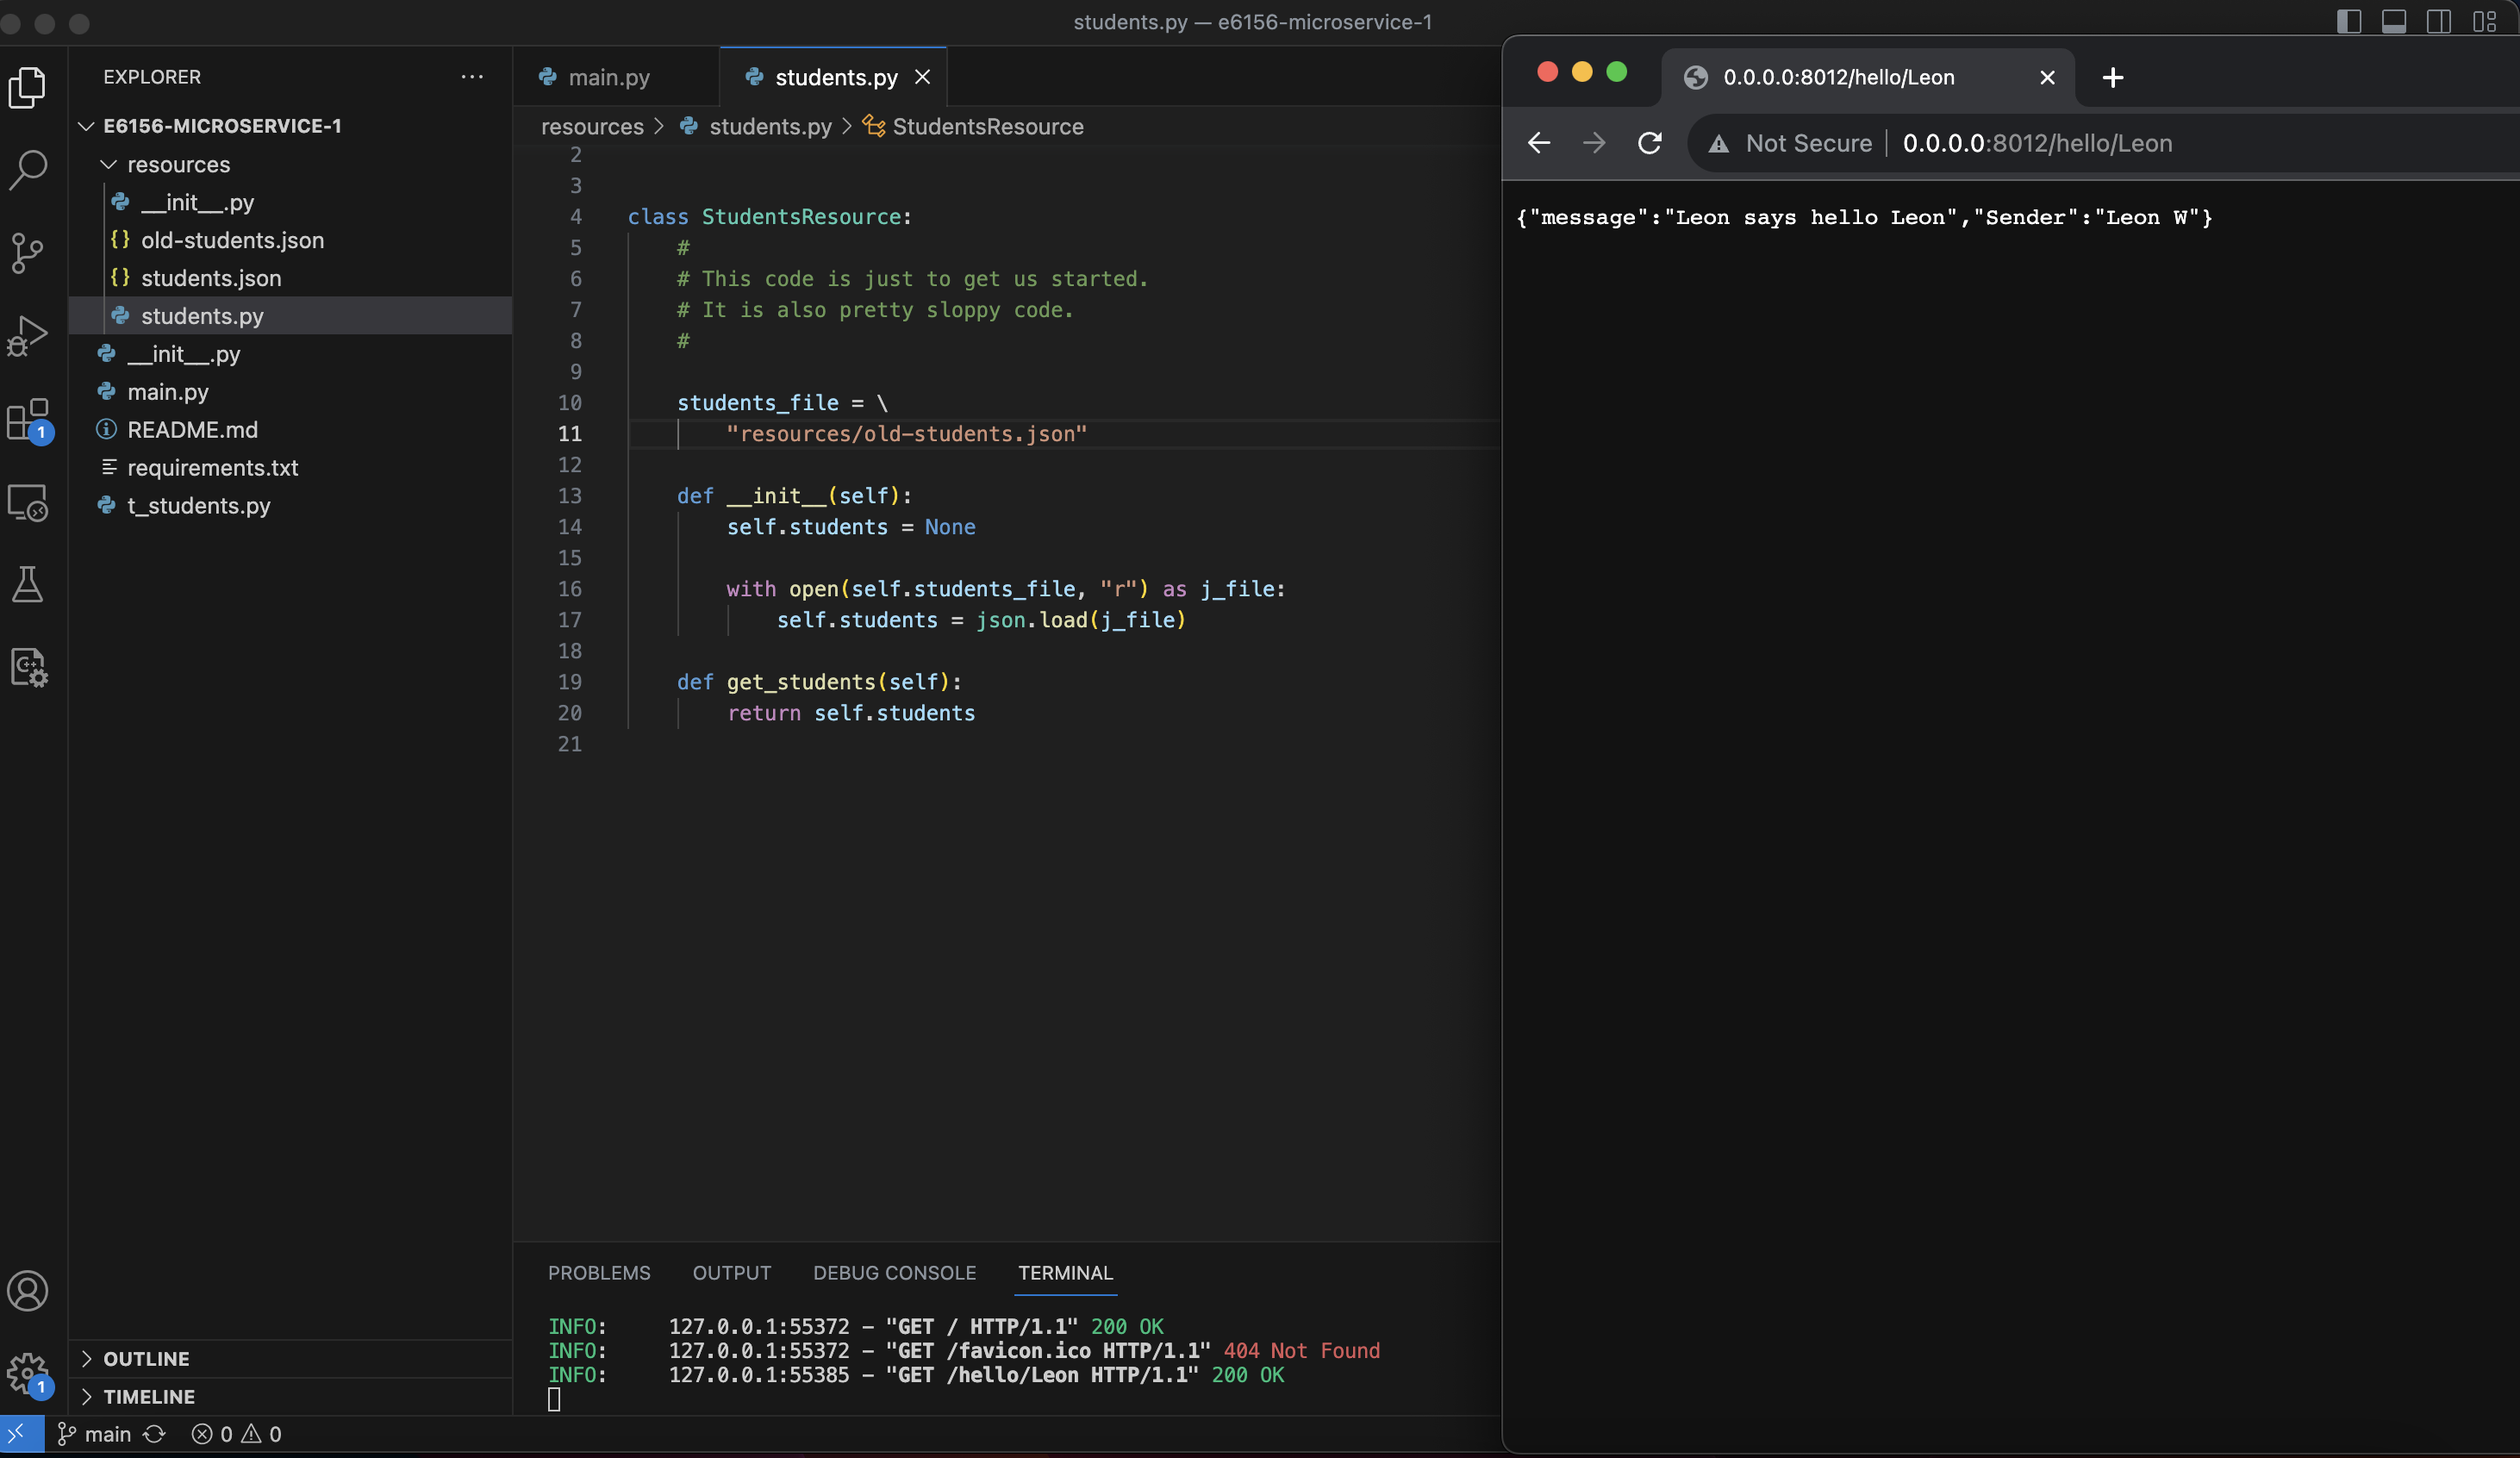 students.py — e6156-microservice-1
EXPLORER
E6156-MICROSERVICE-1
resources
__init__.py
{} old-students.json
{} students.json
students.py
__init__.py
main.py
README.md
requirements.txt
t_students.py
OUTLINE
TIMELINE
1
1
main
0 0
main.py
students.py
resources > students.py > StudentsResource
2
3
4 class StudentsResource:
5 #
6 # This code is just to get us started.
7 # It is also pretty sloppy code.
8 #
9
10 students_file = \
11 "resources/old-students.json"
12
13 def __init__(self):
14 self.students = None
15
16 with open(self.students_file, "r") as j_file:
17 self.students = json.load(j_file)
18
19 def get_students(self):
20 return self.students
21
PROBLEMS OUTPUT DEBUG CONSOLE TERMINAL
INFO: 127.0.0.1:55372 - "GET / HTTP/1.1" 200 OK
INFO: 127.0.0.1:55372 - "GET /favicon.ico HTTP/1.1" 404 Not Found
INFO: 127.0.0.1:55385 - "GET /hello/Leon HTTP/1.1" 200 OK
0.0.0.0:8012/hello/Leon
Not Secure 0.0.0.0:8012/hello/Leon
{"message":"Leon says hello Leon","Sender":"Leon W"}